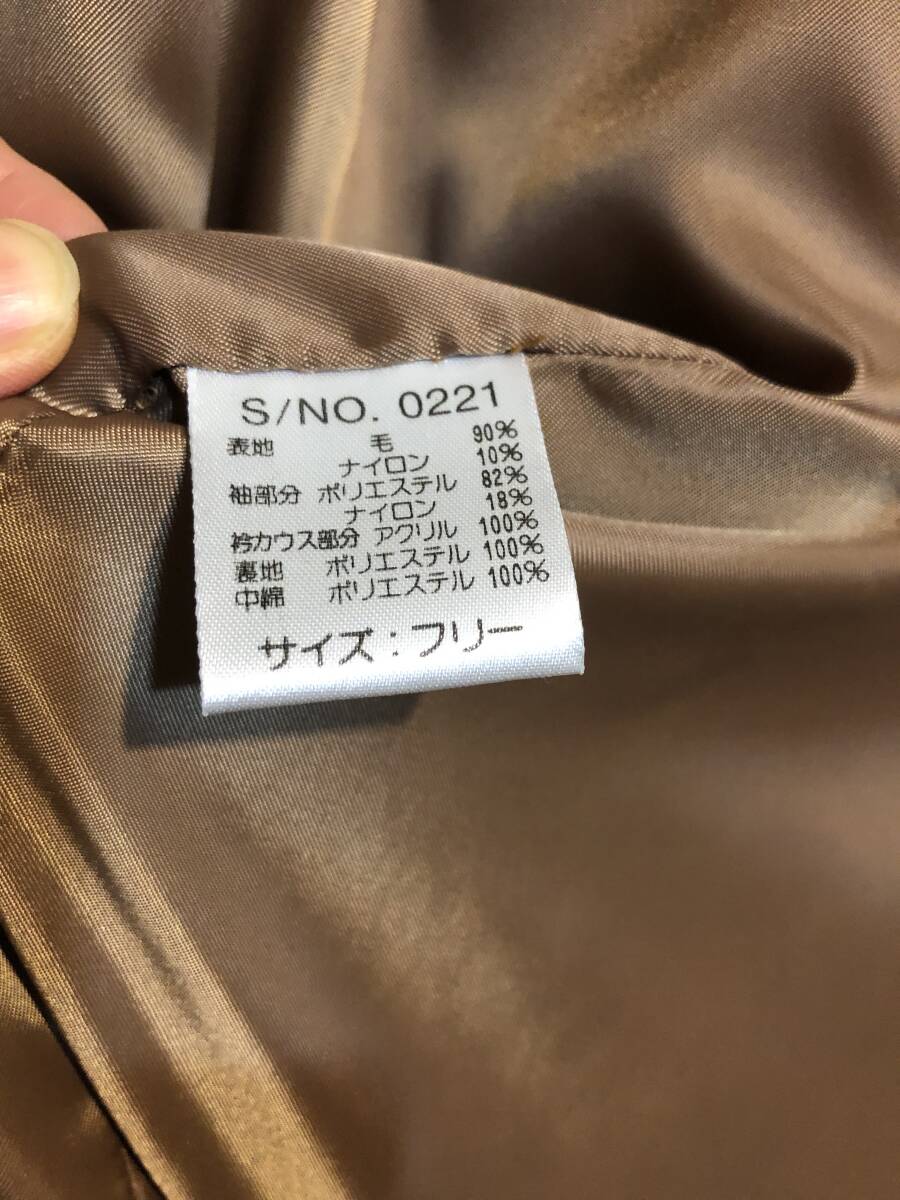 S/NO. 0221
表地 毛 90%
ナイロン 10%
袖部分 ポリエステル 82%
ナイロン 18%
衿カウス部分 アクリル 100%
裏地 ポリエステル 100%
中綿 ポリエステル 100%
サイズ:フリー